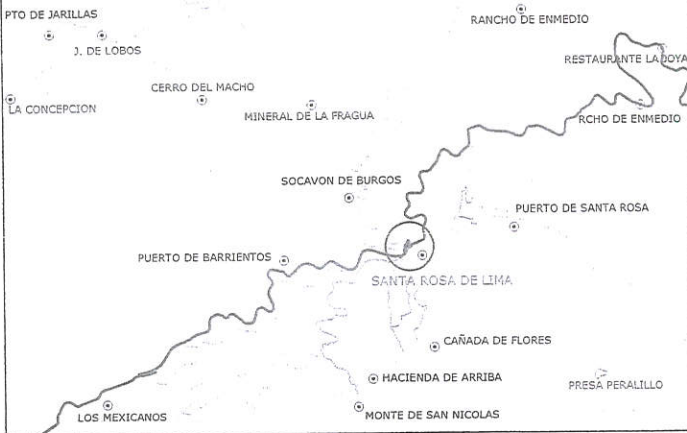 PTO DE JARILLAS
RANCHO DE ENMEDIO
J. DE LOBOS
RESTAURANTE LA JOYA
CERRO DEL MACHO
LA CONCEPCION
MINERAL DE LA FRAGUA
RCHO DE ENMEDIO
SOCAVON DE BURGOS
PUERTO DE SANTA ROSA
PUERTO DE BARRIENTOS
SANTA ROSA DE LIMA
CAÑADA DE FLORES
HACIENDA DE ARRIBA
PRESA PERALILLO
LOS MEXICANOS
MONTE DE SAN NICOLAS